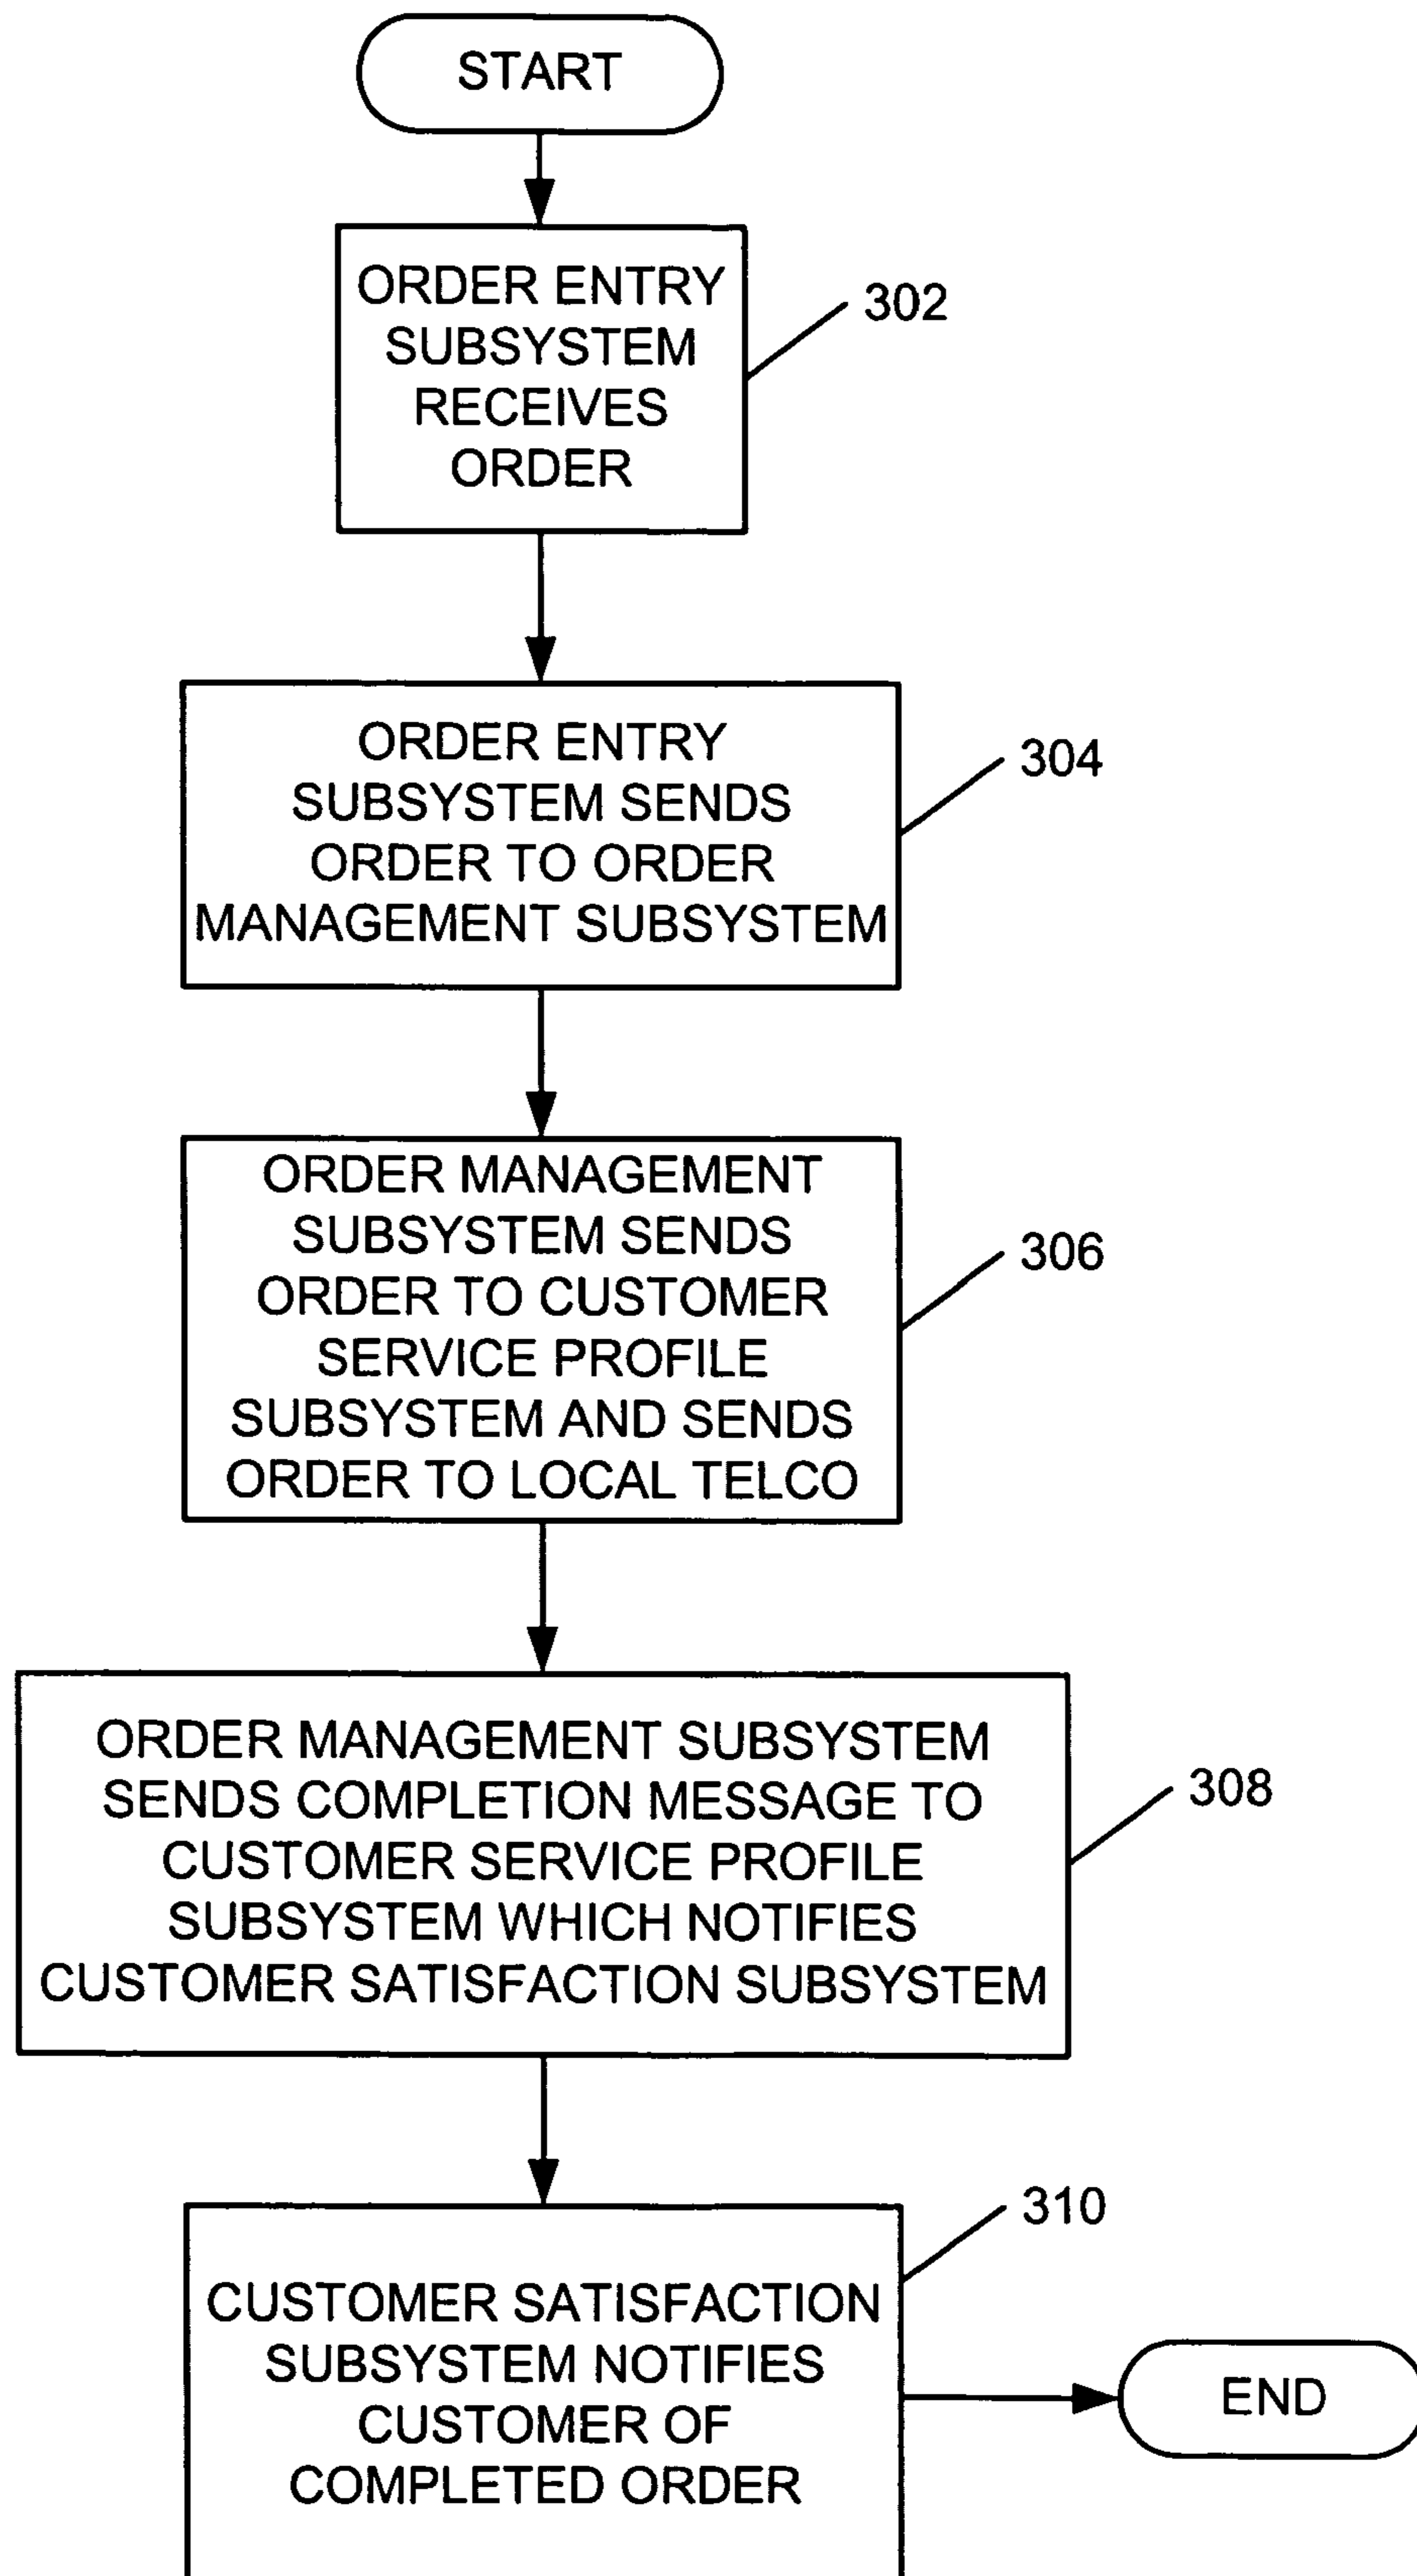 START
ORDER ENTRY
SUBSYSTEM
RECEIVES
ORDER
302
ORDER ENTRY
SUBSYSTEM SENDS
ORDER TO ORDER
MANAGEMENT SUBSYSTEM
304
ORDER MANAGEMENT
SUBSYSTEM SENDS
ORDER TO CUSTOMER
SERVICE PROFILE
SUBSYSTEM AND SENDS
ORDER TO LOCAL TELCO
306
ORDER MANAGEMENT SUBSYSTEM
SENDS COMPLETION MESSAGE TO
CUSTOMER SERVICE PROFILE
SUBSYSTEM WHICH NOTIFIES
CUSTOMER SATISFACTION SUBSYSTEM
308
CUSTOMER SATISFACTION
SUBSYSTEM NOTIFIES
CUSTOMER OF
COMPLETED ORDER
310
END